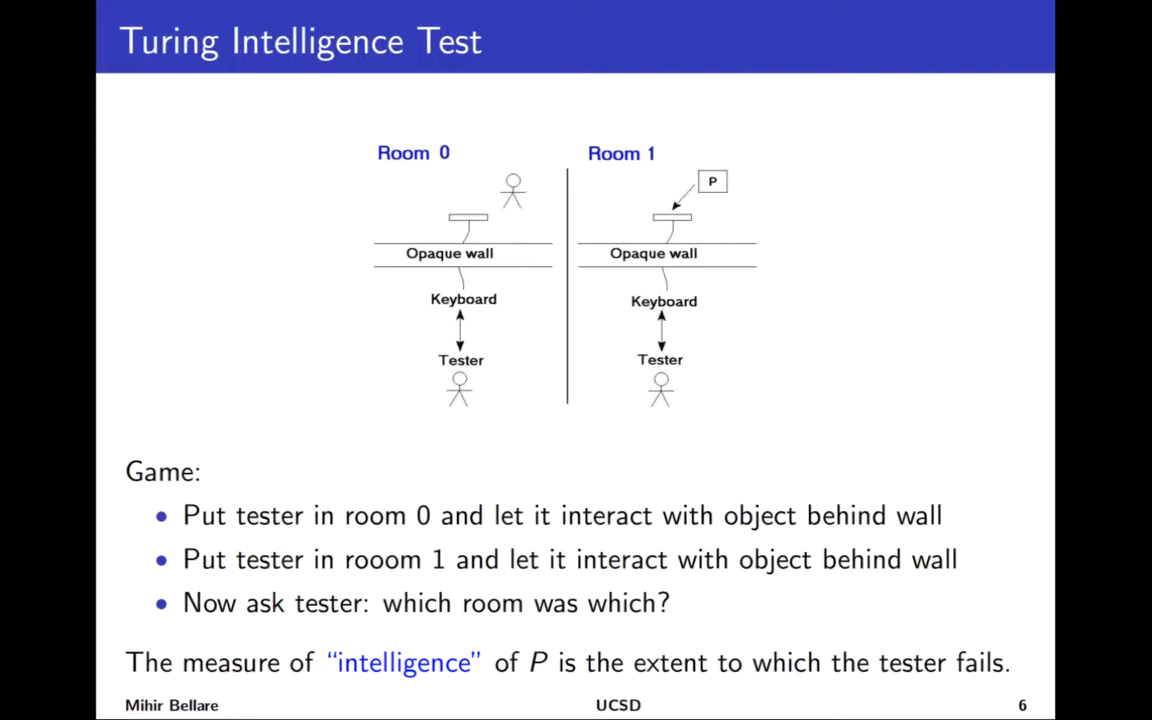 Turing Intelligence Test
Room 0
Room 1
P
Opaque wall
Opaque wall
Keyboard
Keyboard
Tester
Tester
Game:
• Put tester in room 0 and let it interact with object behind wall
• Put tester in rooom 1 and let it interact with object behind wall
• Now ask tester: which room was which?
The measure of “intelligence” of P is the extent to which the tester fails.
Mihir Bellare UCSD 6